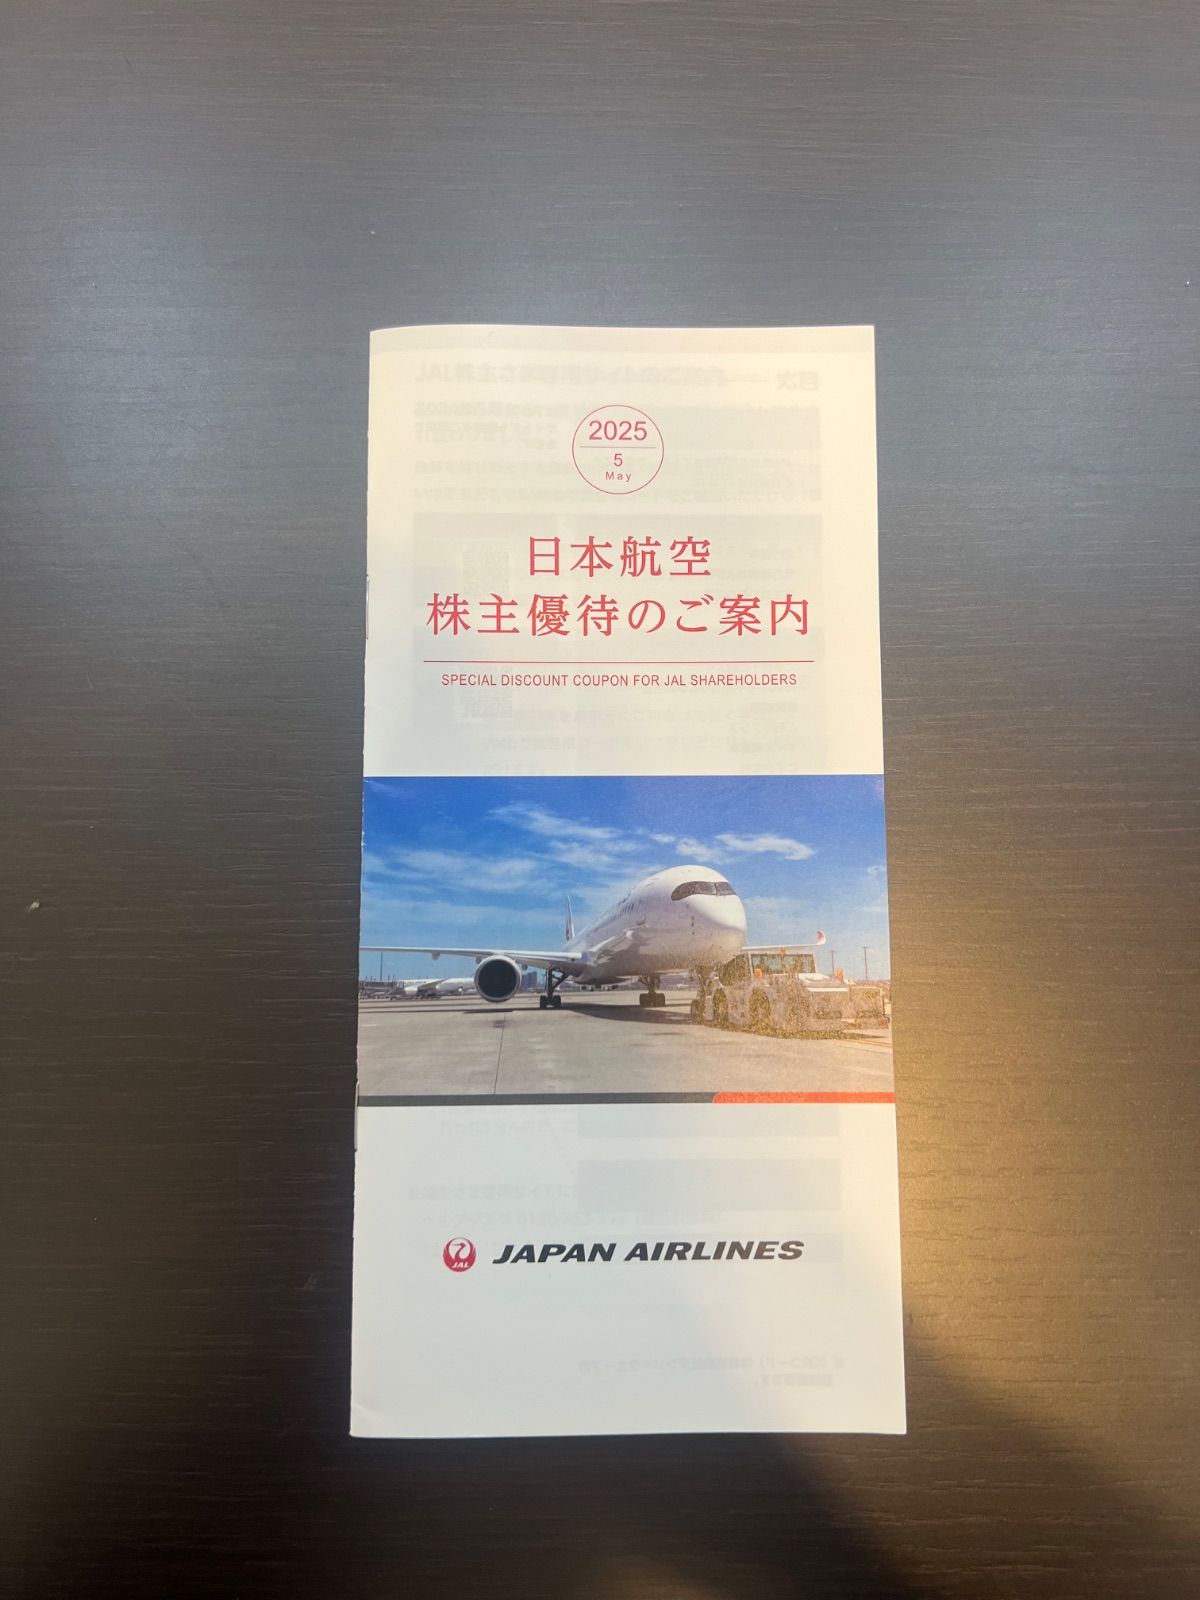 2025
5
May
日本航空
株主優待のご案内
SPECIAL DISCOUNT COUPON FOR JAL SHAREHOLDERS
JAL
JAPAN AIRLINES